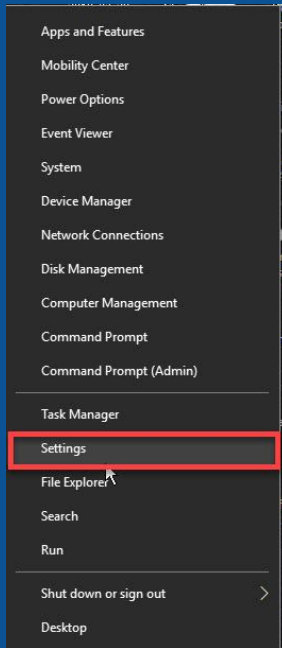 Apps and Features
Mobility Center
Power Options
Event Viewer
System
Device Manager
Network Connections
Disk Management
Computer Management
Command Prompt
Command Prompt (Admin)
Task Manager
Settings
File Explorer
Search
Run
Shut down or sign out
Desktop